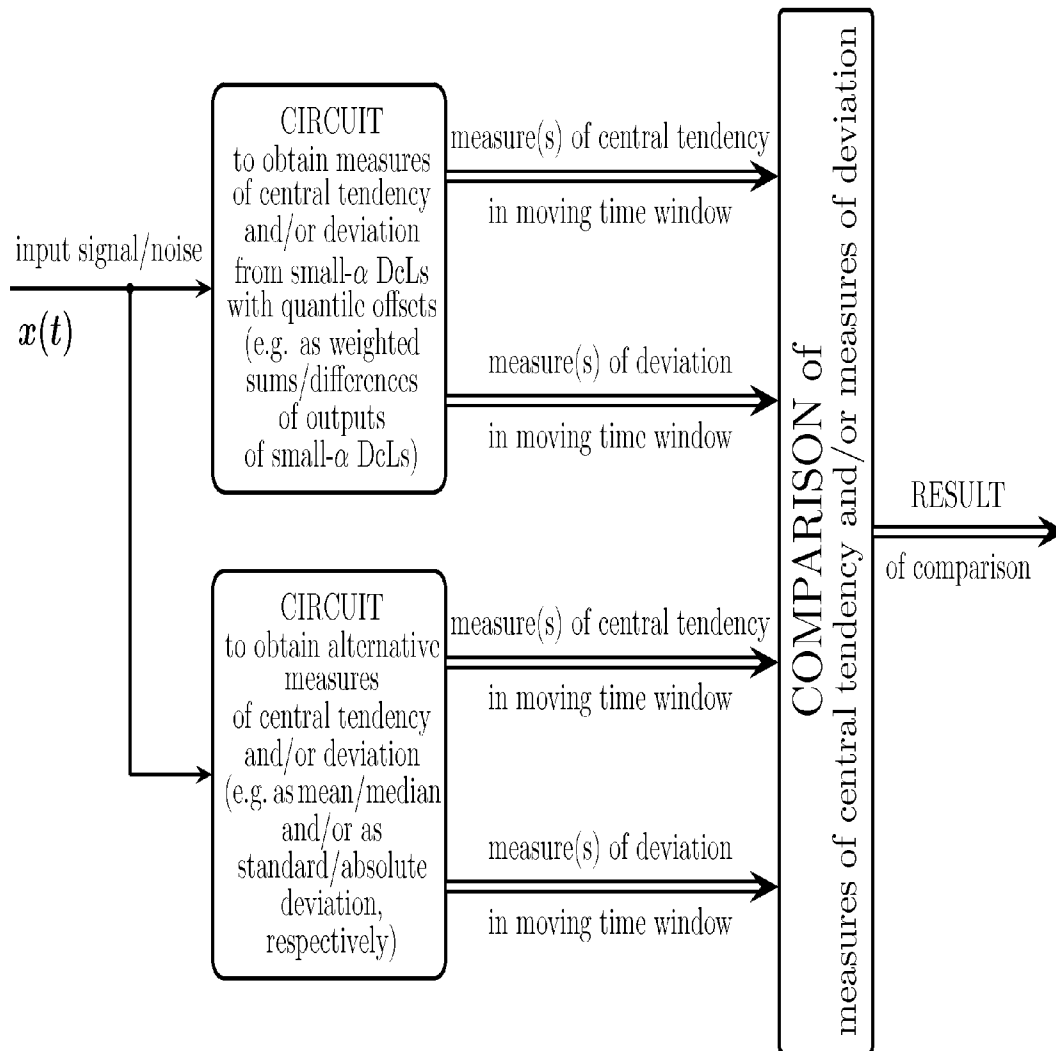 input signal/noise
x(t)
CIRCUIT
to obtain measures
of central tendency
and/or deviation
from small-α DcLs
with quantile offsets
(e.g. as weighted
sums/differences
of outputs
of small-α DcLs)
measure(s) of central tendency
in moving time window
measure(s) of deviation
in moving time window
CIRCUIT
to obtain alternative
measures
of central tendency
and/or deviation
(e.g. as mean/median
and/or as
standard/absolute
deviation,
respectively)
measure(s) of central tendency
in moving time window
measure(s) of deviation
in moving time window
COMPARISON of
measures of central tendency and/or measures of deviation
RESULT
of comparison